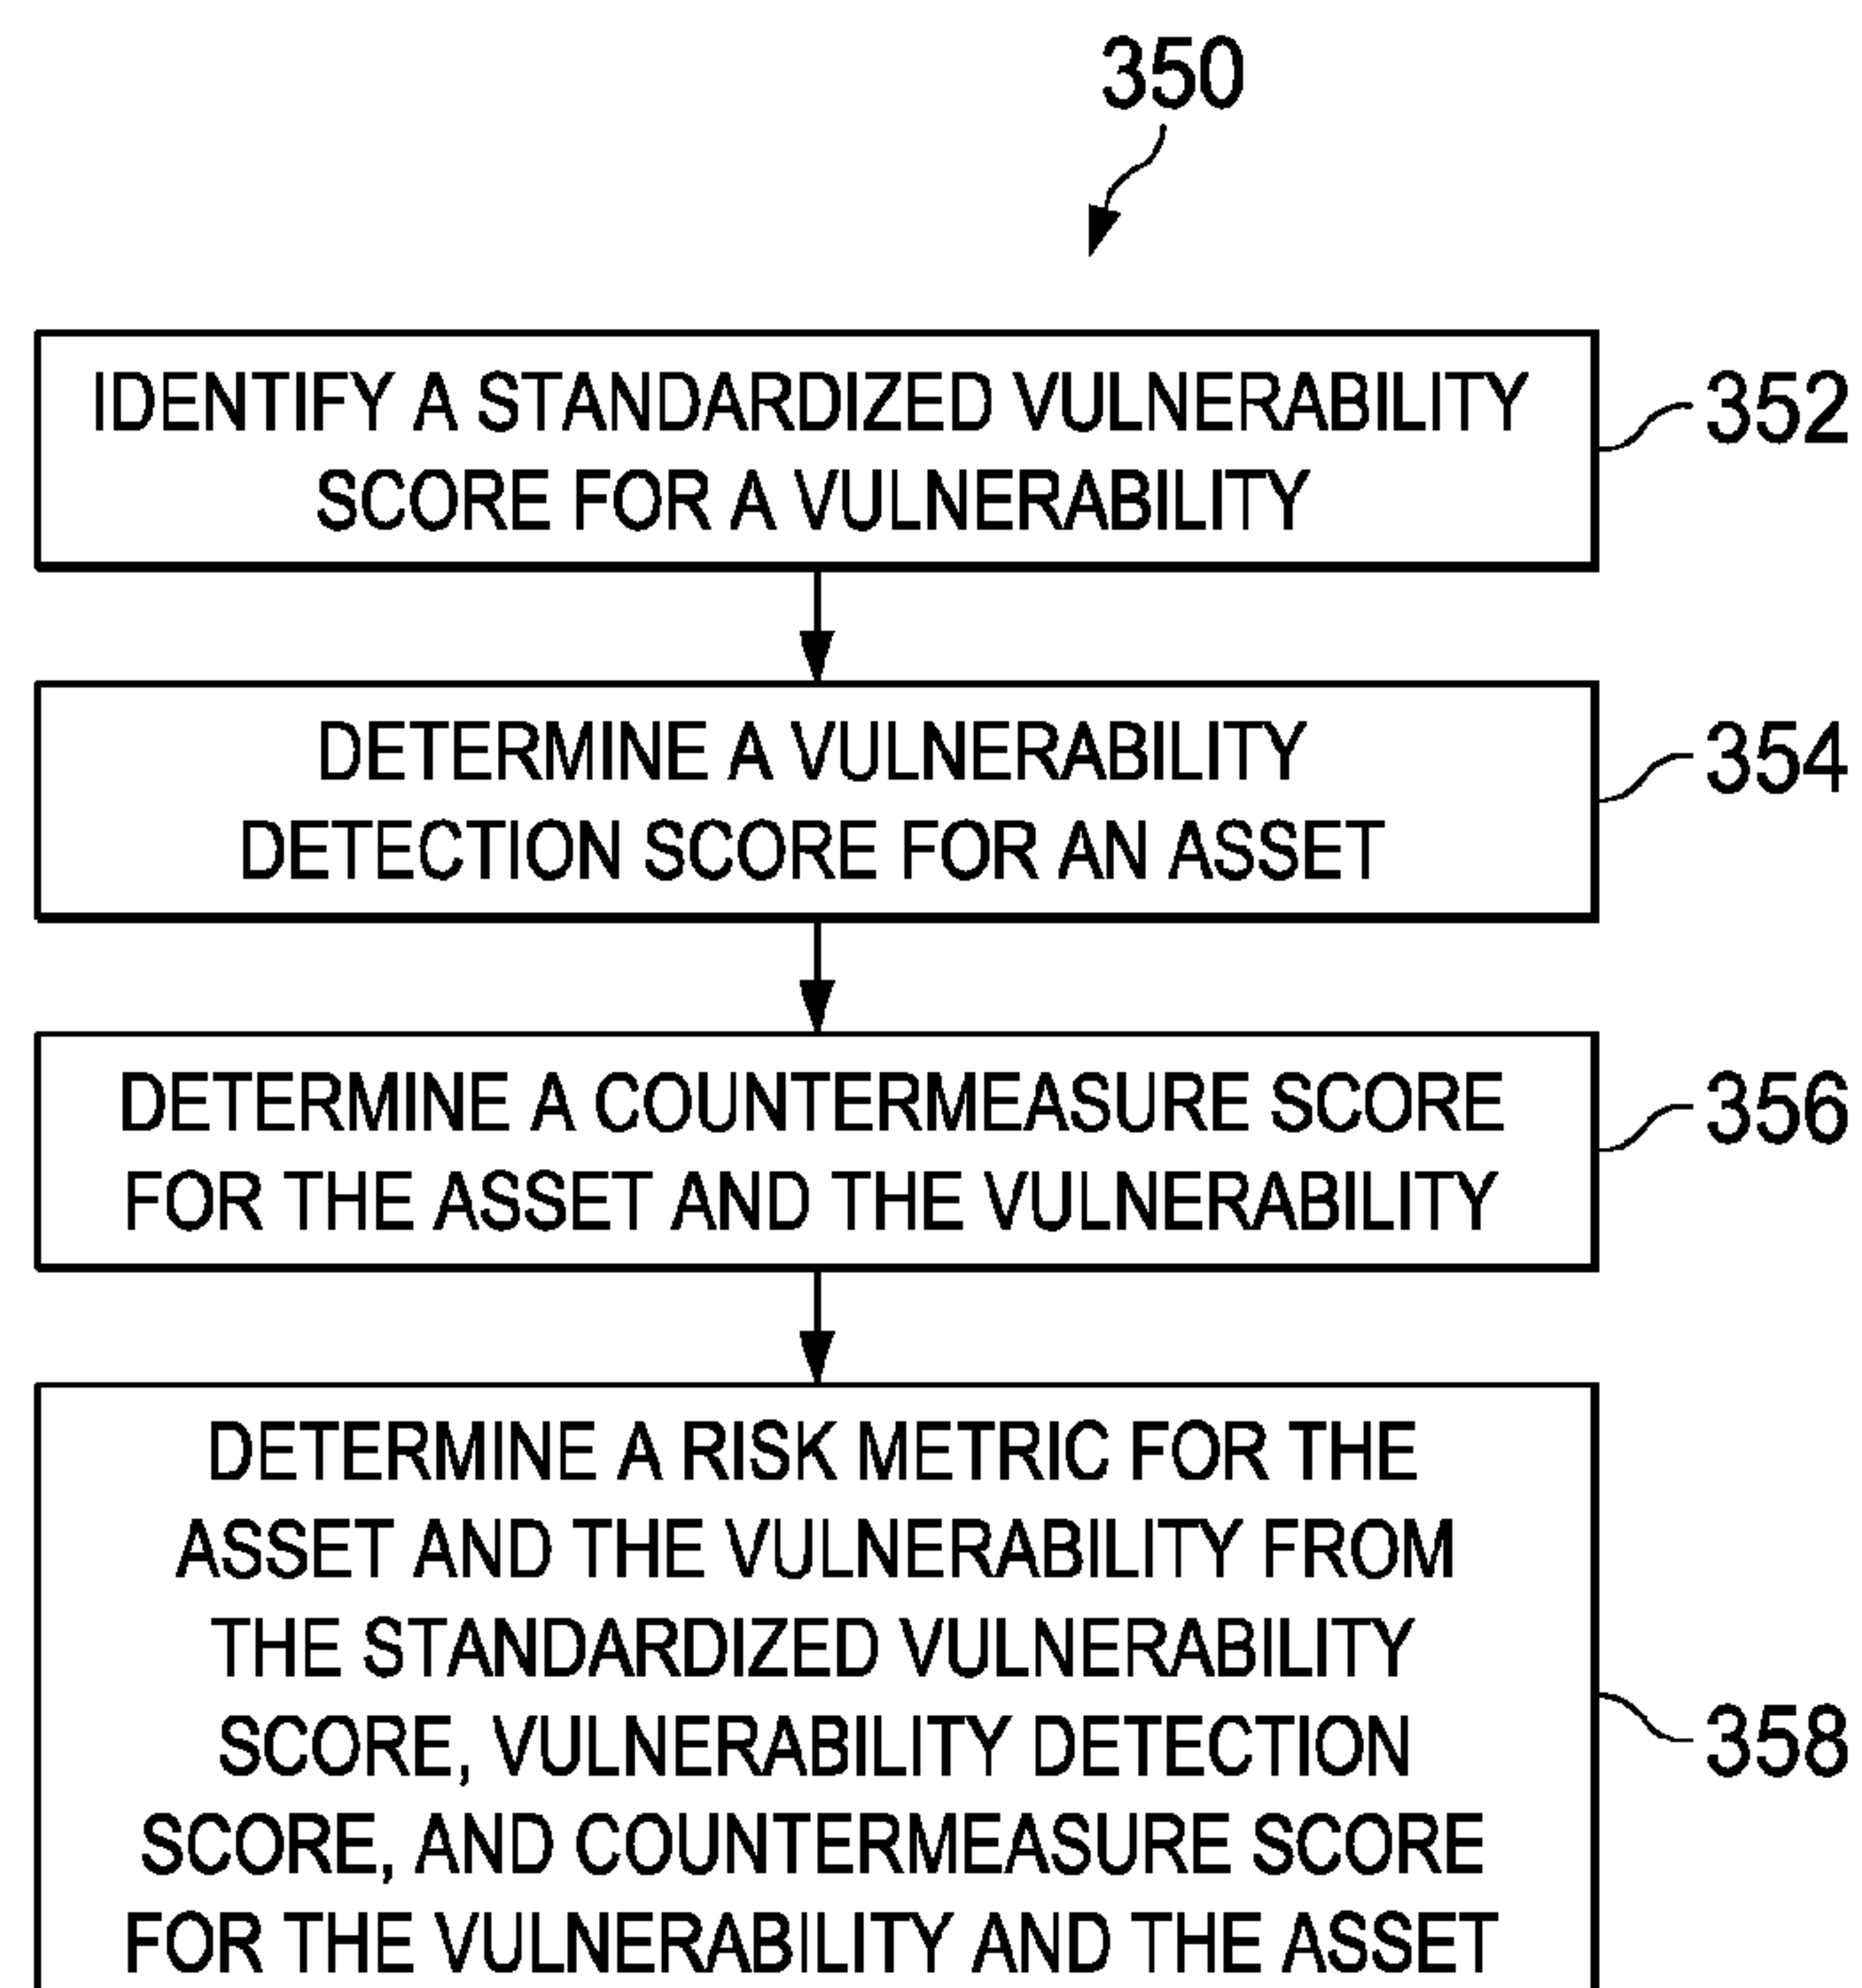 350
IDENTIFY A STANDARDIZED VULNERABILITY
SCORE FOR A VULNERABILITY
352
DETERMINE A VULNERABILITY
DETECTION SCORE FOR AN ASSET
354
DETERMINE A COUNTERMEASURE SCORE
FOR THE ASSET AND THE VULNERABILITY
356
DETERMINE A RISK METRIC FOR THE
ASSET AND THE VULNERABILITY FROM
THE STANDARDIZED VULNERABILITY
SCORE, VULNERABILITY DETECTION
SCORE, AND COUNTERMEASURE SCORE
FOR THE VULNERABILITY AND THE ASSET
358